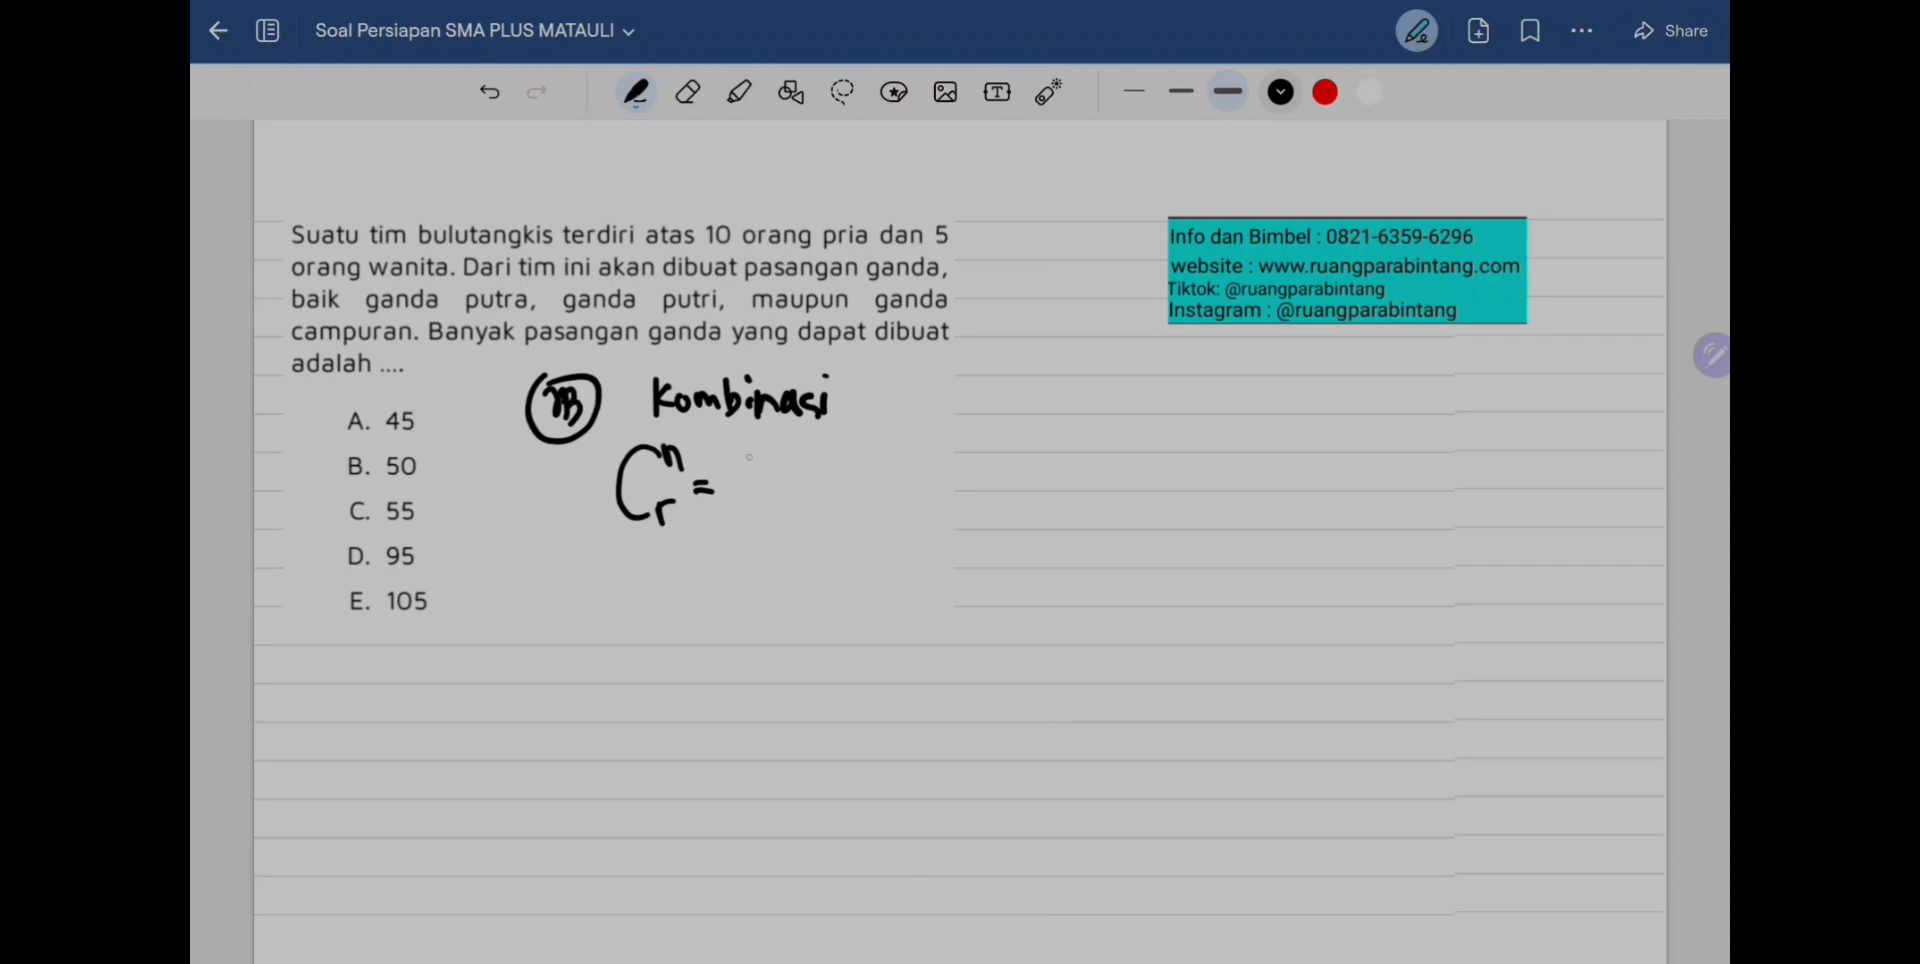 Soal Persiapan SMA PLUS MATAULI
Share
Suatu tim bulutangkis terdiri atas 10 orang pria dan 5
orang wanita. Dari tim ini akan dibuat pasangan ganda,
baik ganda putra, ganda putri, maupun ganda
campuran. Banyak pasangan ganda yang dapat dibuat
adalah ....
A. 45
B. 50
C. 55
D. 95
E. 105
Kombinasi
C n r =
Info dan Bimbel : 0821-6359-6296
website : www.ruangparabintang.com
Tiktok: @ruangparabintang
Instagram : @ruangparabintang